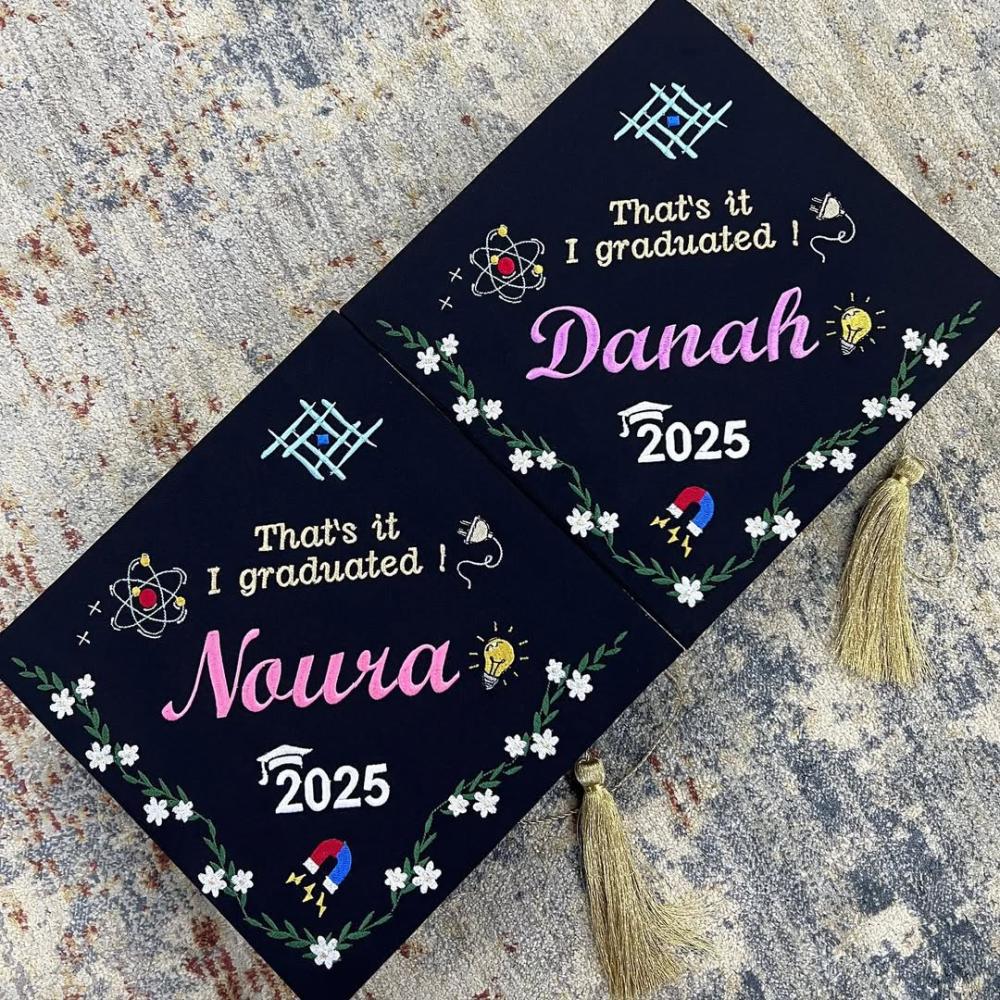 That's it
I graduated !
Danah
2025
That's it
I graduated !
Noura
2025